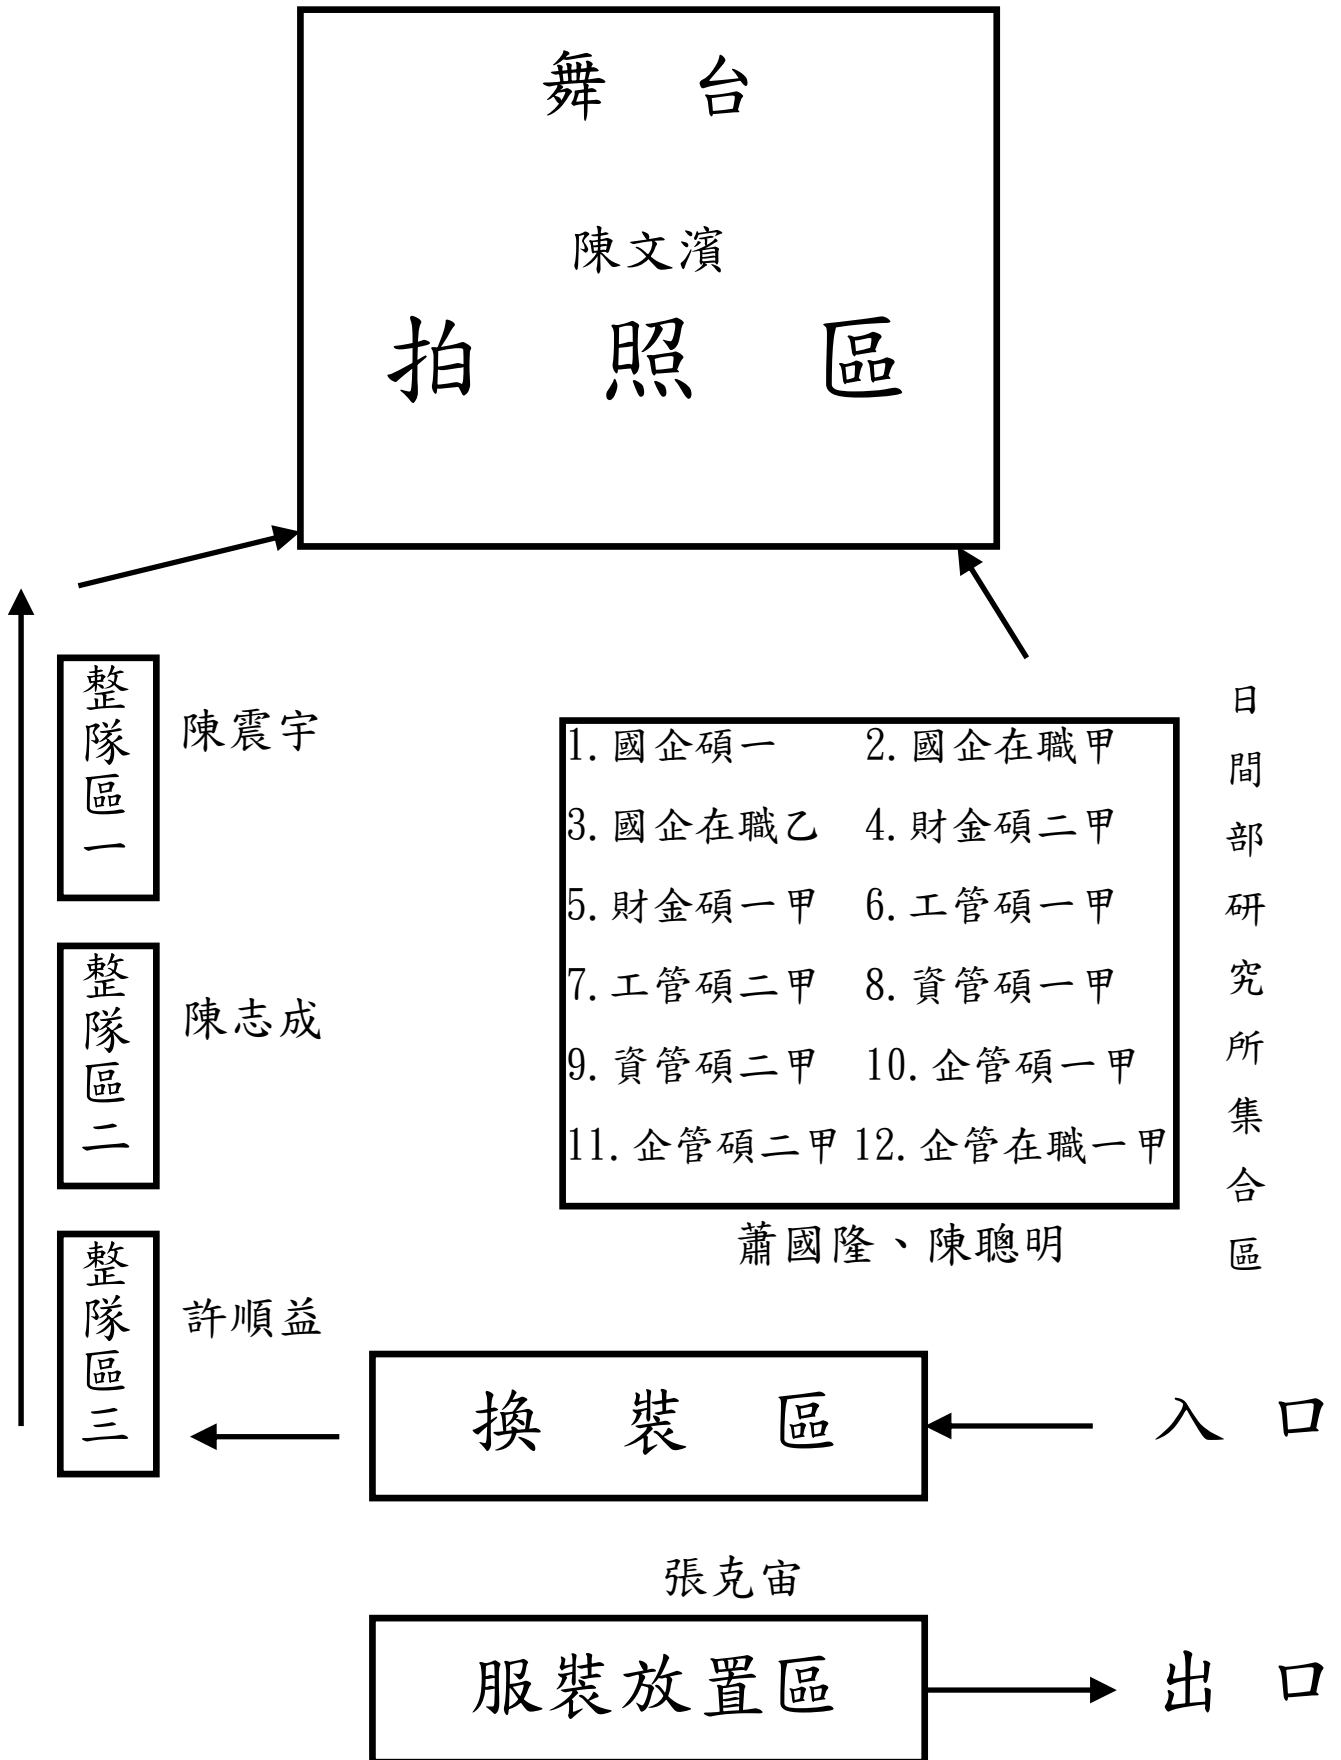 舞 台
陳文濱
拍 照 區
整隊區一
陳震宇
整隊區二
陳志成
整隊區三
許順益
1.國企碩一 2.國企在職甲
3.國企在職乙 4.財金碩二甲
5.財金碩一甲 6.工管碩一甲
7.工管碩二甲 8.資管碩一甲
9.資管碩二甲 10.企管碩一甲
11.企管碩二甲 12.企管在職一甲
蕭國隆、陳聰明
日間部研究所集合區
換 裝 區
入 口
張克宙
服裝放置區
出 口